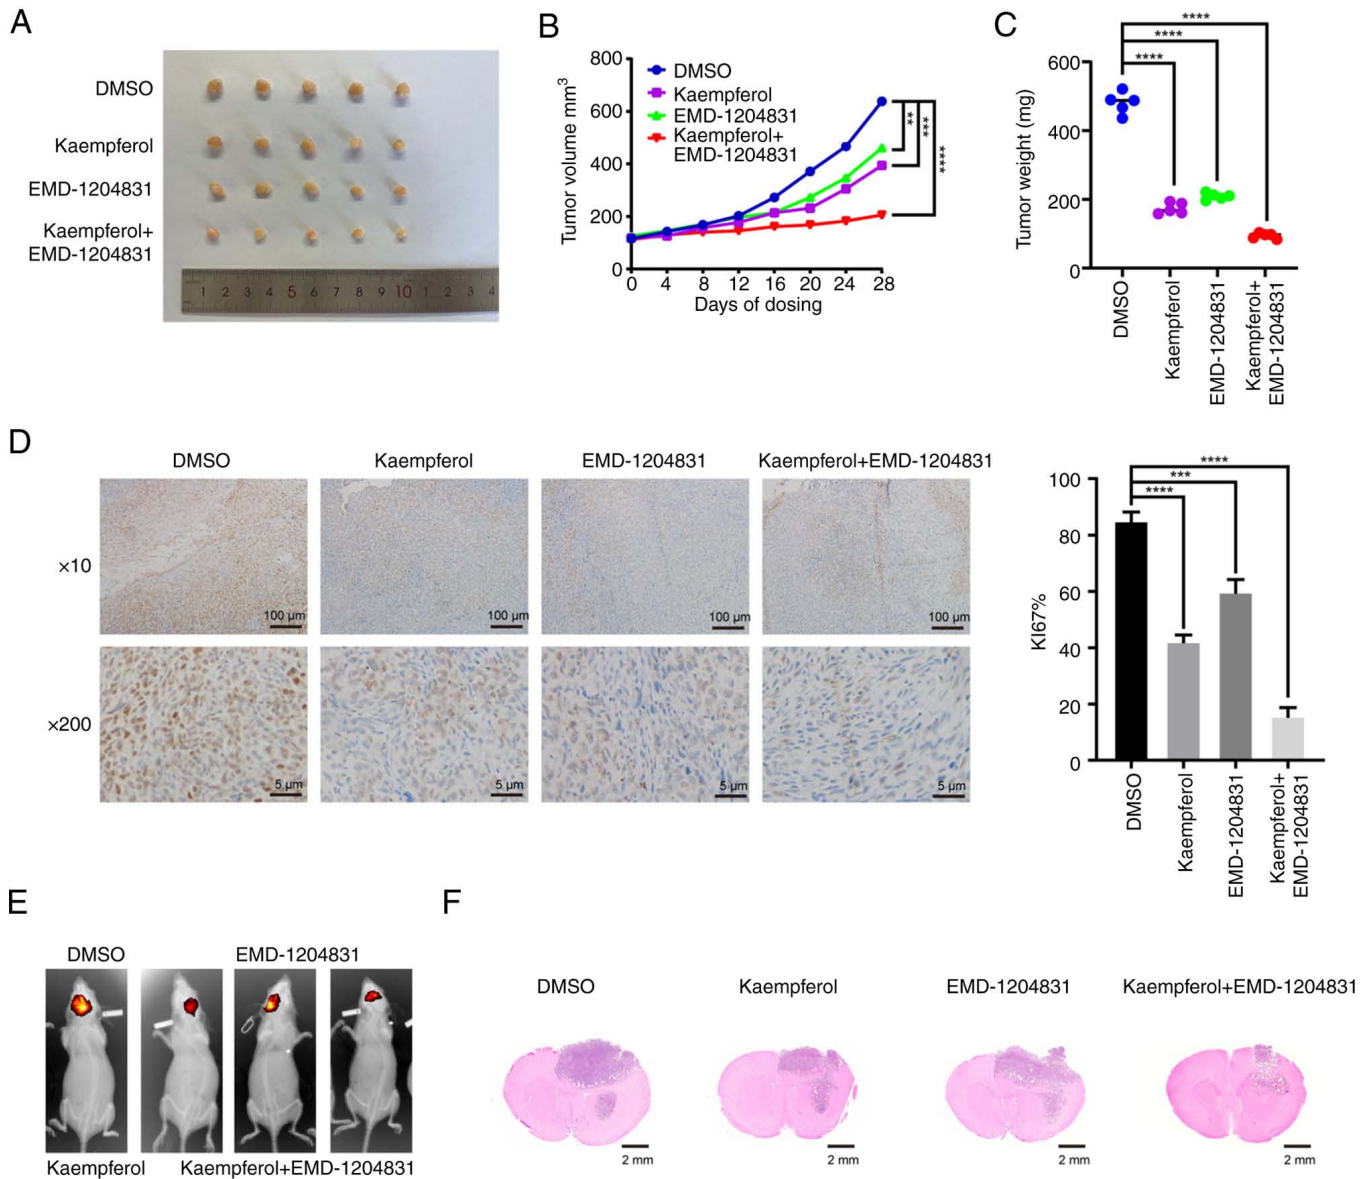 A
DMSO
Kaempferol
EMD-1204831
Kaempferol+
EMD-1204831
1 2 3 4 5 6 7 8 9 10 1 2 3 4
B
Tumor volume mm³
800
600
400
200
0
0 4 8 12 16 20 24 28
Days of dosing
DMSO
Kaempferol
EMD-1204831
Kaempferol+
EMD-1204831
**
***
****
C
Tumor weight (mg)
600
400
200
0
****
****
****
DMSO
Kaempferol
EMD-1204831
Kaempferol+
EMD-1204831
D
DMSO Kaempferol EMD-1204831 Kaempferol+EMD-1204831
×10
100 µm 100 µm 100 µm 100 µm
×200
5 µm 5 µm 5 µm 5 µm
KI67%
100
80
60
40
20
0
****
***
****
DMSO
Kaempferol
EMD-1204831
Kaempferol+
EMD-1204831
E
DMSO EMD-1204831
Kaempferol Kaempferol+EMD-1204831
F
DMSO Kaempferol EMD-1204831 Kaempferol+EMD-1204831
2 mm 2 mm 2 mm 2 mm